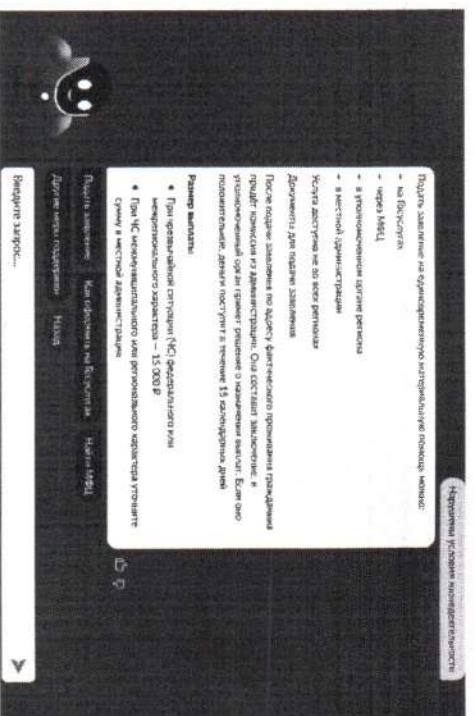 Нарушены условия жизнедеятельности
Подать заявление на единовременную материальную помощь можно:
- на Госуслугах
- через МФЦ
- в уполномоченном органе региона
- в местной администрации
Услуга доступна не во всех регионах
Документы для подачи заявления
После подачи заявления по адресу фактического проживания гражданина
придёт комиссия из администрации. Она составит заключение, и
уполномоченный орган примет решение о назначении выплат. Если оно
положительное, деньги поступят в течение 15 календарных дней
Размер выплаты:
• При чрезвычайной ситуации (ЧС) федерального или
межрегионального характера — 15 000 ₽
• При ЧС межмуниципального или регионального характера уточните
сумму в местной администрации
Подать заявление Как оформить на Госуслугах Найти МФЦ
Другие меры поддержки Назад
Введите запрос...